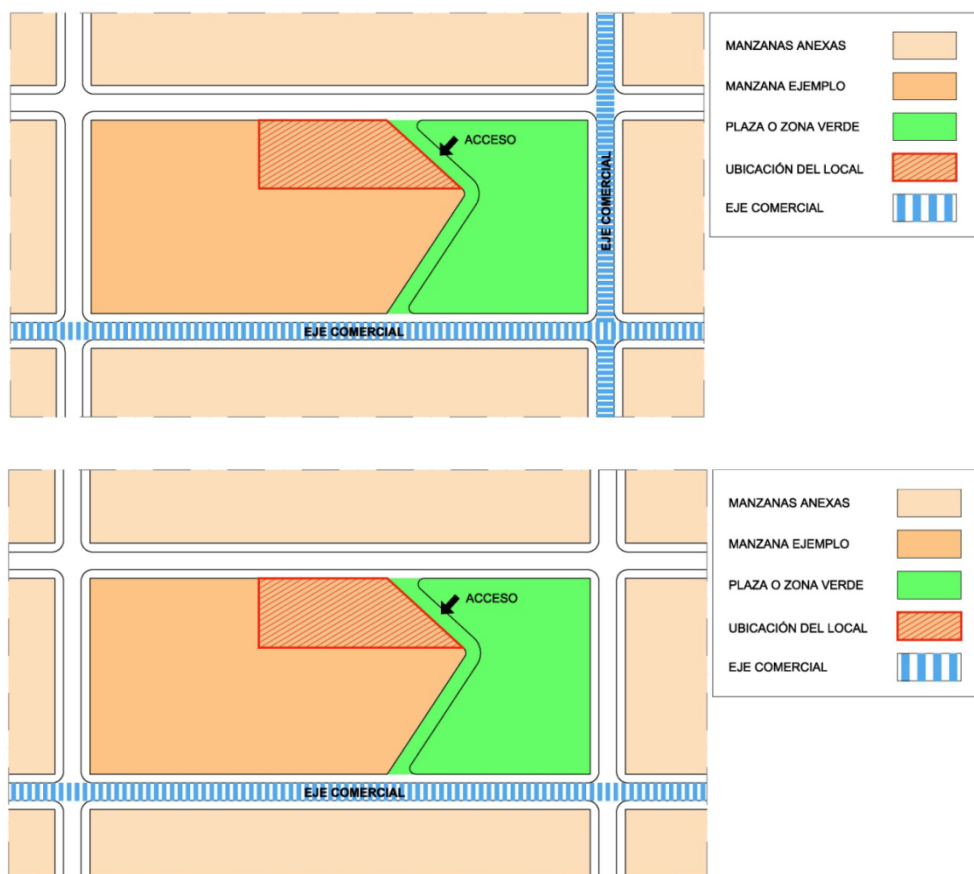 MANZANAS ANEXAS
MANZANA EJEMPLO
PLAZA O ZONA VERDE
UBICACIÓN DEL LOCAL
EJE COMERCIAL
ACCESO
EJE COMERCIAL
EJE COMERCIAL
MANZANAS ANEXAS
MANZANA EJEMPLO
PLAZA O ZONA VERDE
UBICACIÓN DEL LOCAL
EJE COMERCIAL
ACCESO
EJE COMERCIAL